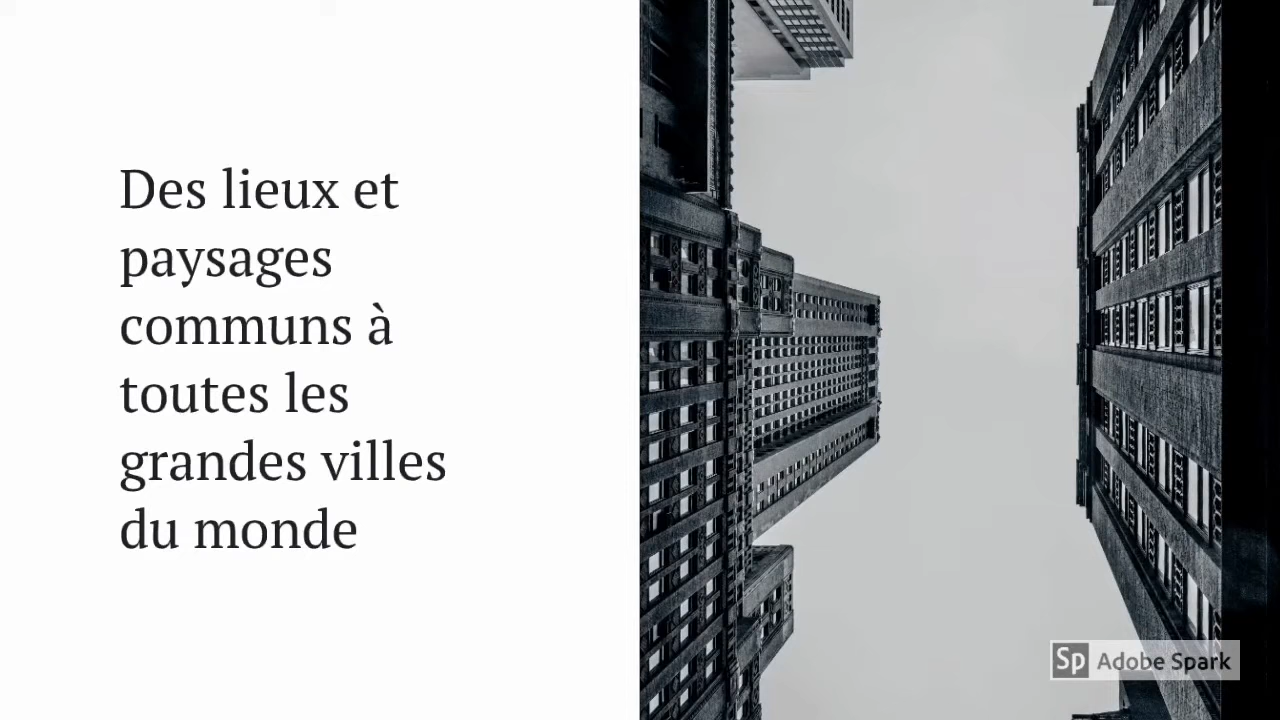 Des lieux et
paysages
communs à
toutes les
grandes villes
du monde
Sp Adobe Spark